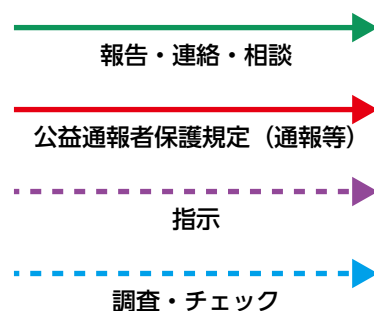 報告・連絡・相談
公益通報者保護規定（通報等）
指示
調査・チェック